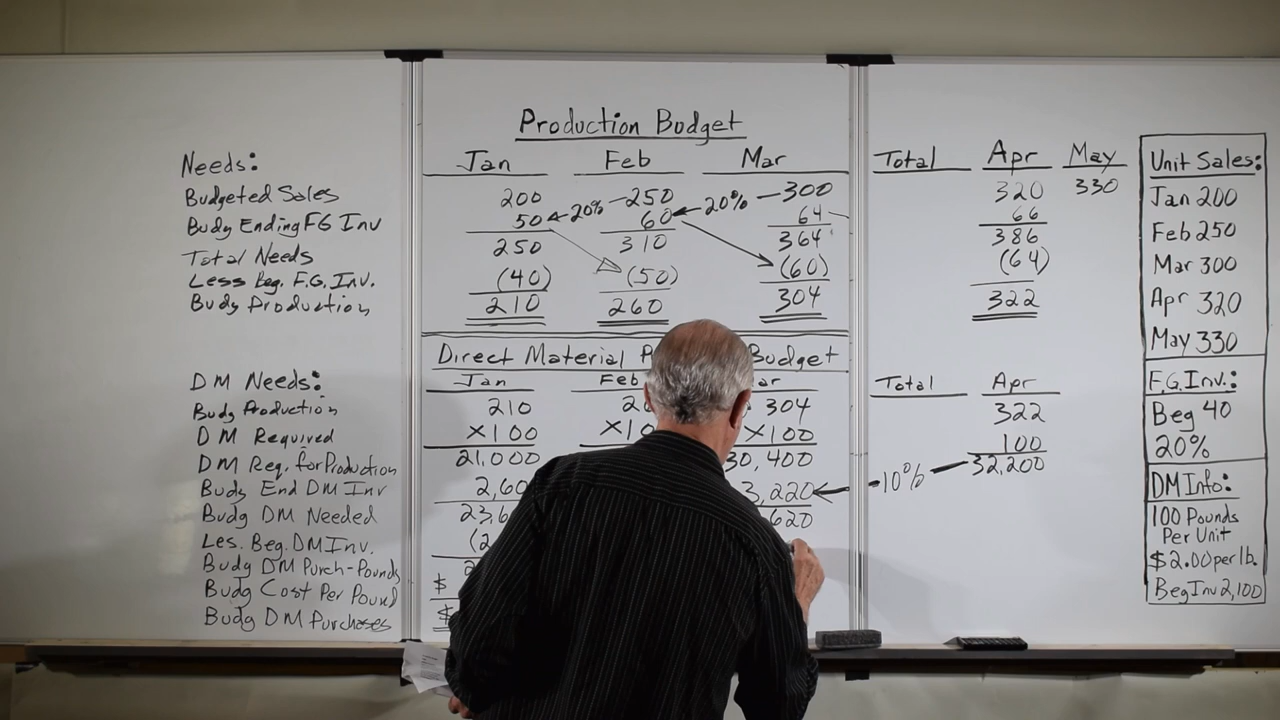 Production Budget
Needs: Jan Feb Mar Total Apr May
Budgeted Sales 200 20% 250 20% 300 320 330
Budg Ending FG Inv 50 60 64 66
Total Needs 250 310 364 386
Less Beg. F.G. Inv. (40) (50) (60) (64)
Budg Production 210 260 304 322
Direct Material Budget
DM Needs: Jan Feb Total Apr
Budg Production 210 304 322
DM Required X100 X100 100
DM Req. for Production 21,000 30,400 32,200
Budg End DM Inv 3,220 10%
Budg DM Needed
Les. Beg. DM Inv.
Budg DM Purch-Pounds
Budg Cost Per Pound $
Budg DM Purchases $
Unit Sales:
Jan 200
Feb 250
Mar 300
Apr 320
May 330
F.G. Inv.:
Beg 40
20%
DM Info:
100 Pounds
Per Unit
$2.00 per lb.
Beg Inv 2,100